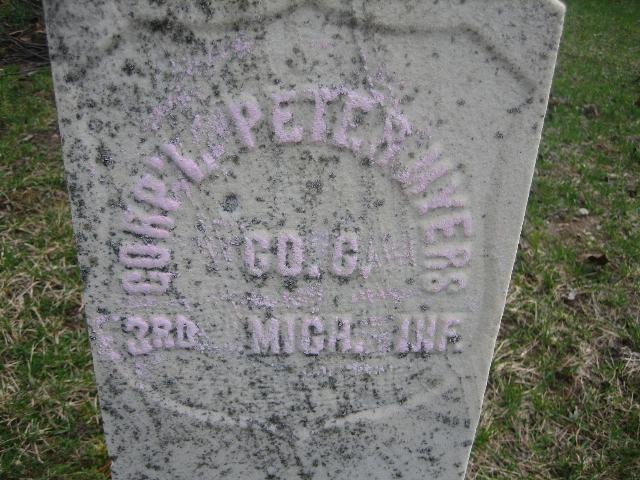 CORP'L PETER MYERS
CO. C.
3RD. MICH. INF.